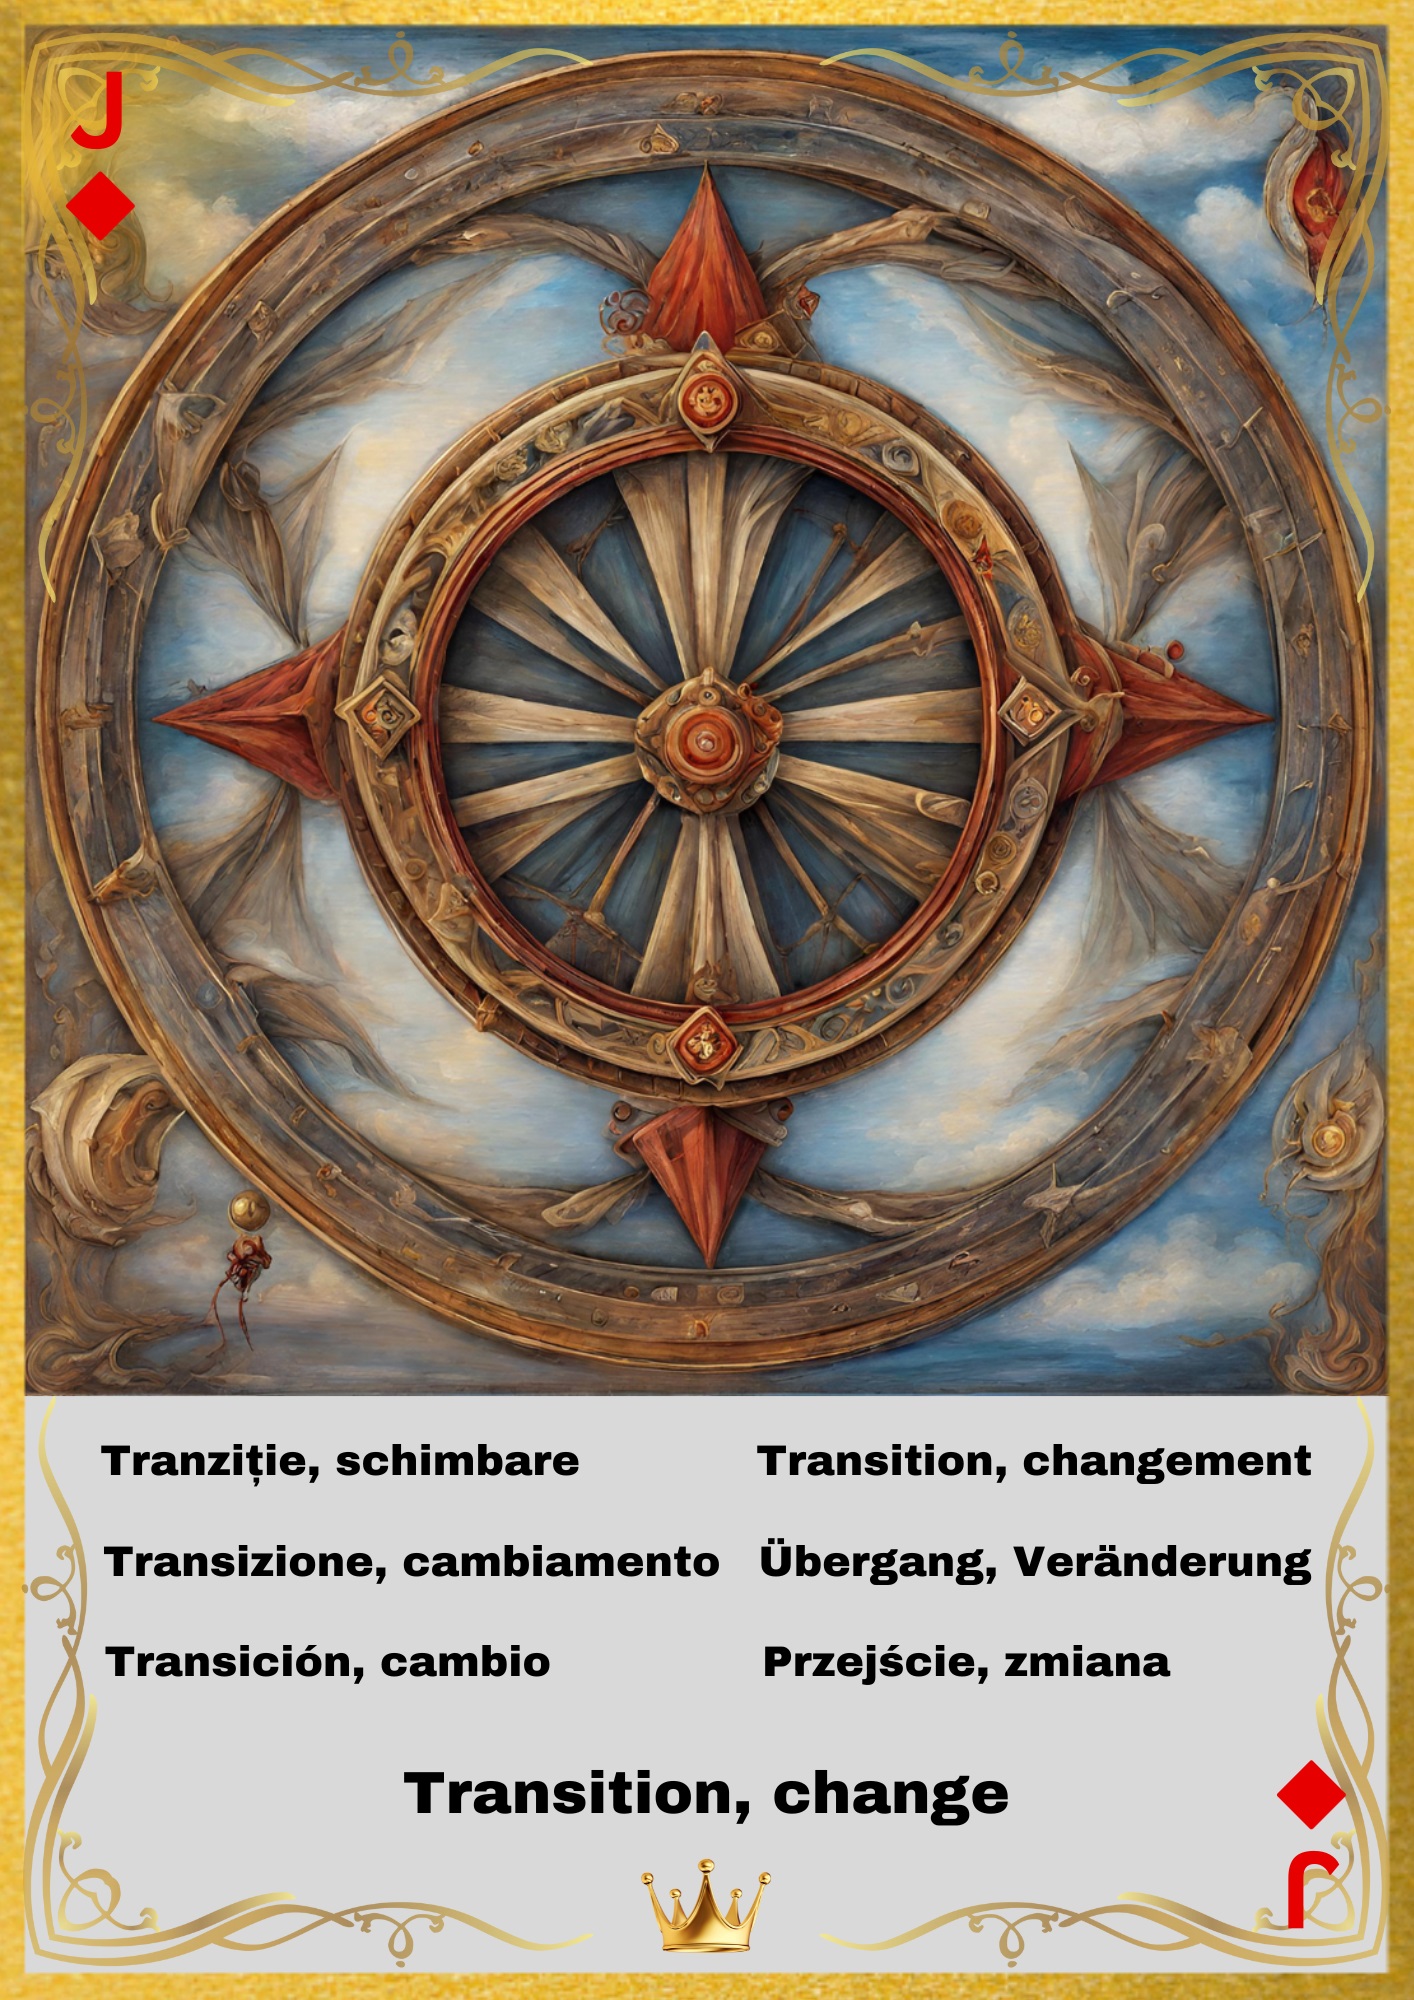 J
Tranziție, schimbare
Transition, changement
Transizione, cambiamento
Übergang, Veränderung
Transición, cambio
Przejście, zmiana
Transition, change
J